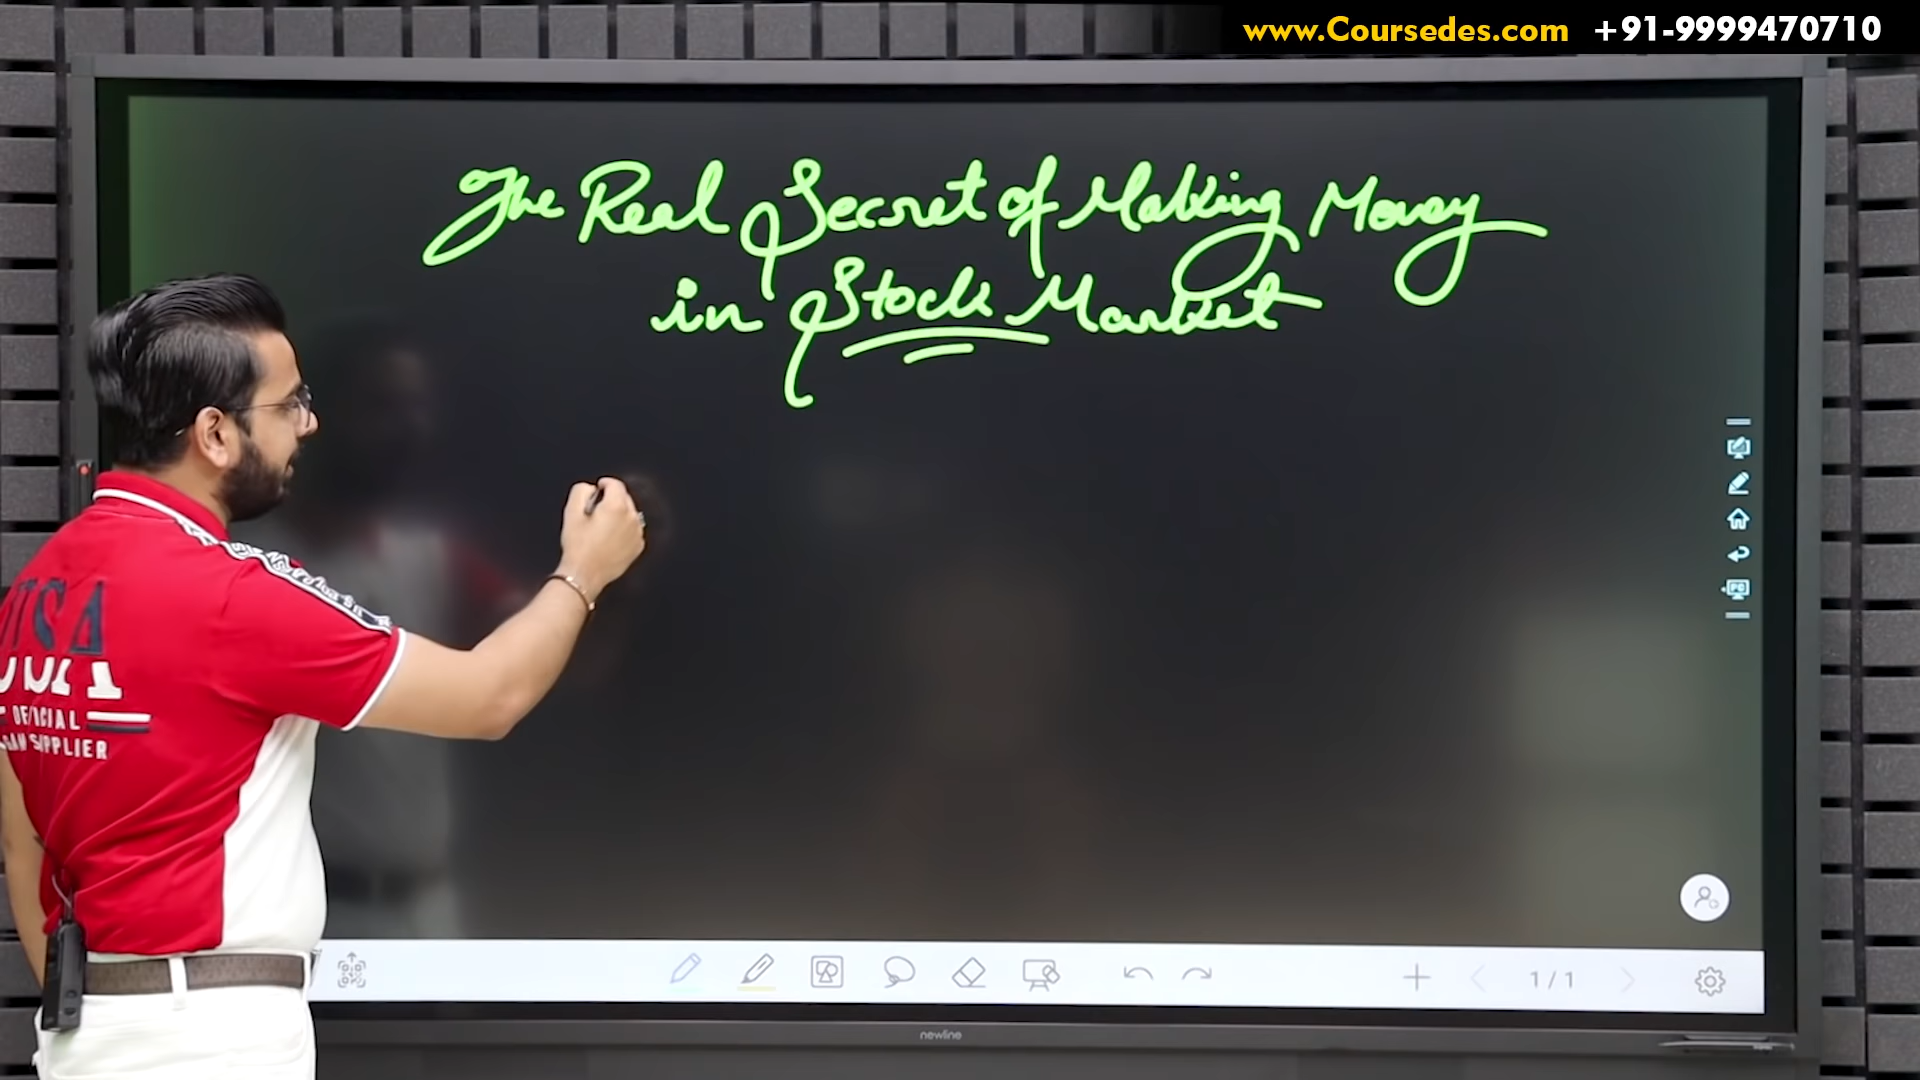 www.Coursedes.com +91-9999470710
The Real Secret of Making Money
in Stock Market
USA
OFFICIAL
SUPPLIER
PC
1/1
newline